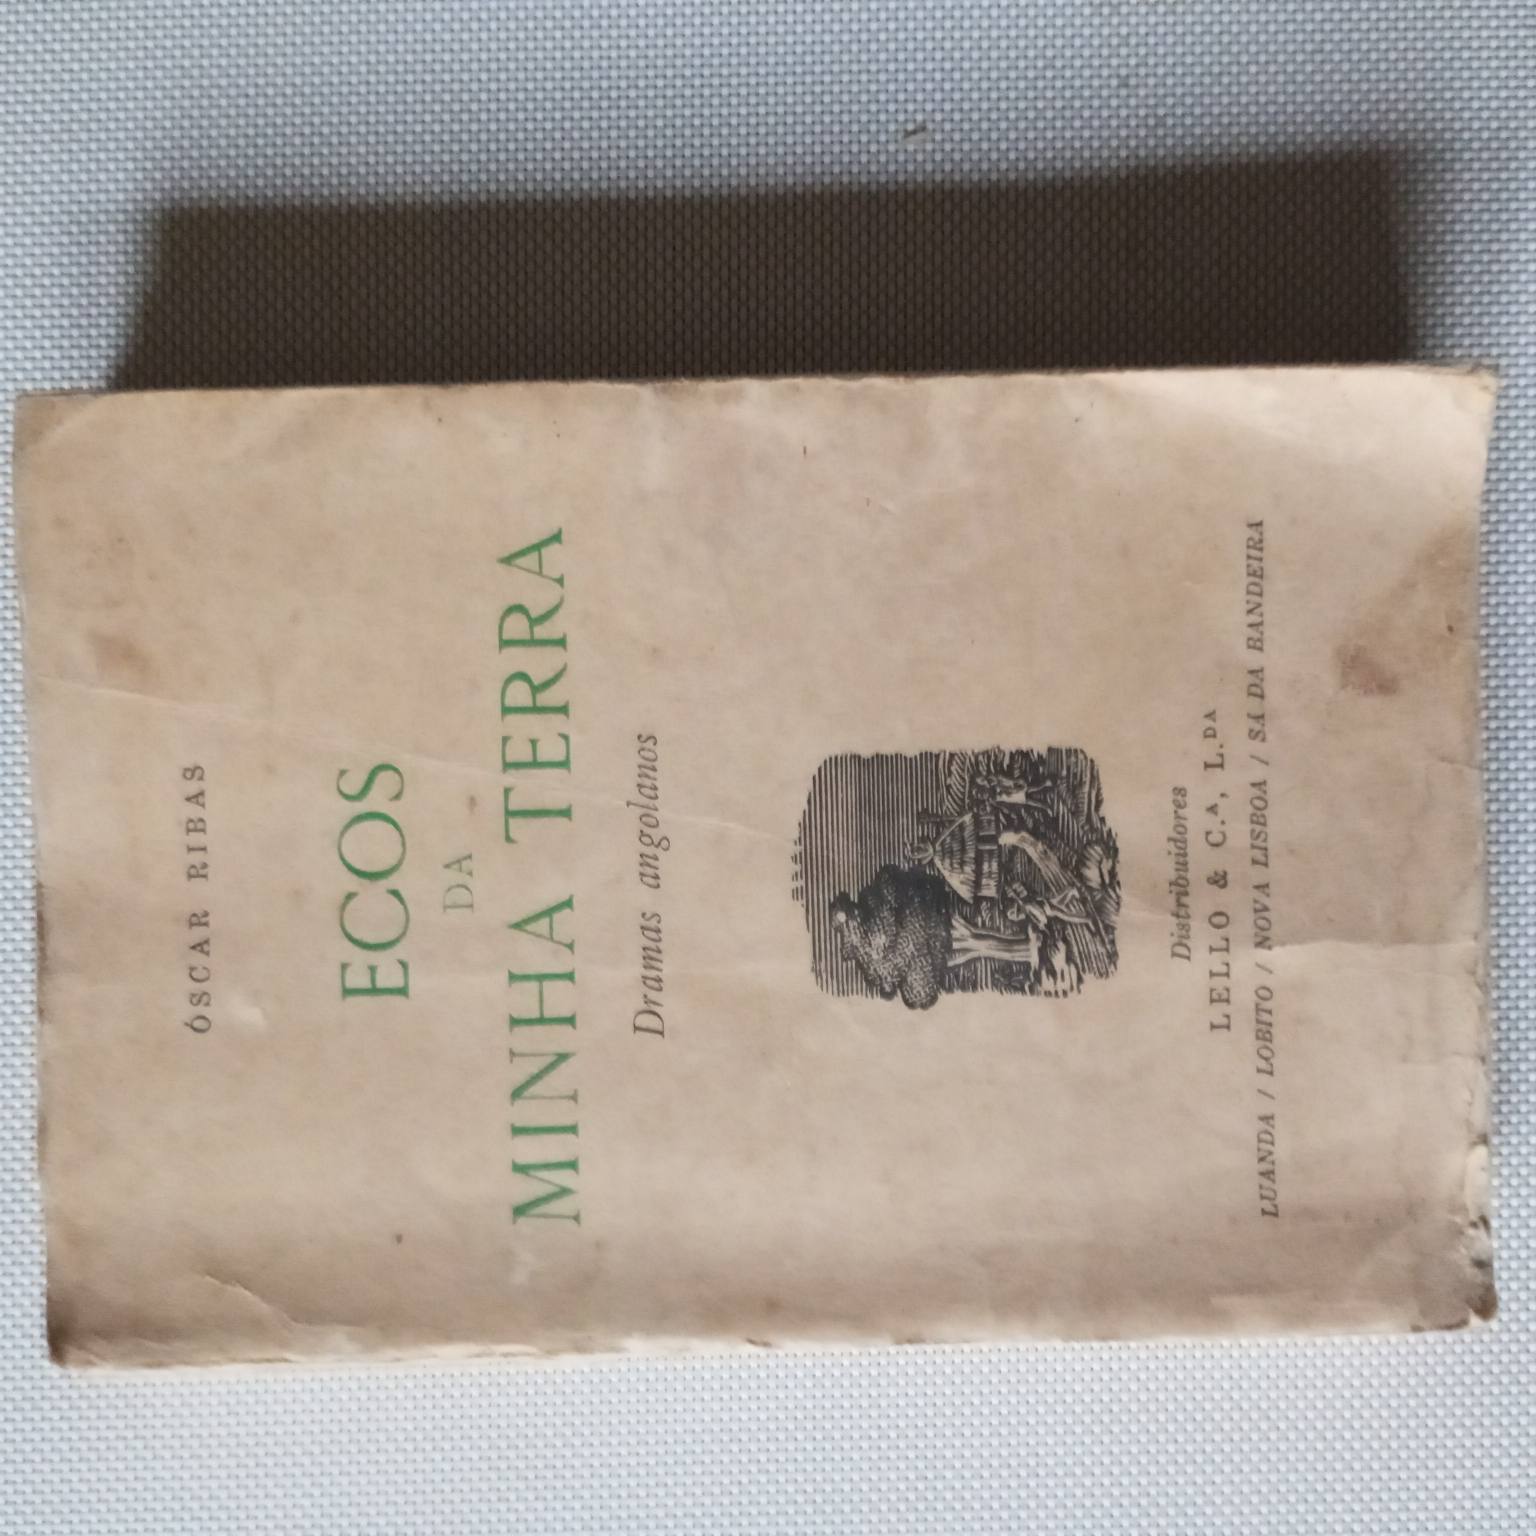 ÓSCAR RIBAS
ECOS
DA
MINHA TERRA
Dramas angolanos
Distribuidores
LELLO & C.ᴬ, L.ᴰᴬ
LUANDA / LOBITO / NOVA LISBOA / SÁ DA BANDEIRA